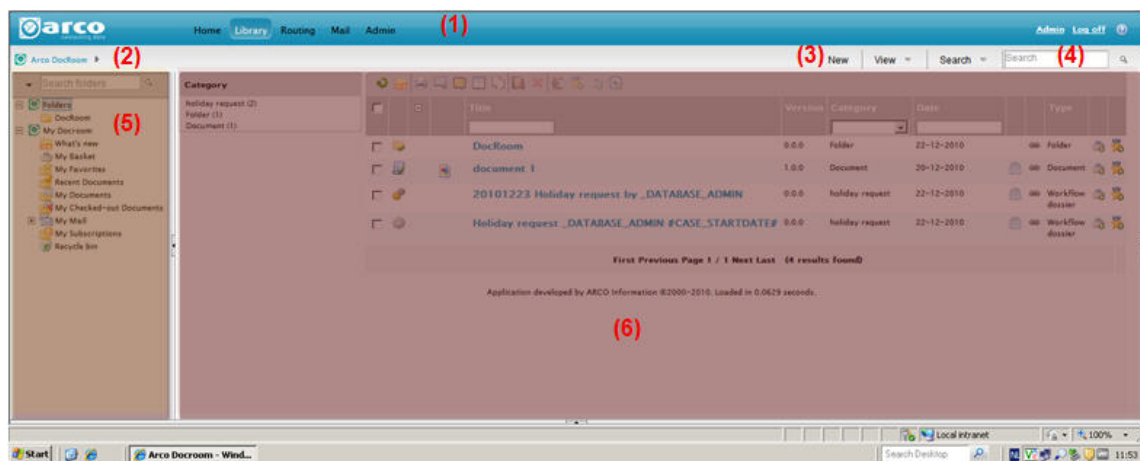 arco
connecting data
Home Library Routing Mail Admin (1) Admin Log off
Arco DocRoom (2) (3) New View Search Search (4)
Search folders
Folders
DocRoom
My Docroom (5)
What's new
My Basket
My Favorites
Recent Documents
My Documents
My Checked-out Documents
My Mail
My Subscriptions
Recycle bin
Category
holiday request (2)
Folder (1)
Document (1)
Title Version Category Date Type
DocRoom 0.0.0 Folder 22-12-2010 Folder
document 1 1.0.0 Document 20-12-2010 Document
20101223 Holiday request by _DATABASE_ADMIN 0.0.0 holiday request 22-12-2010 Workflow dossier
Holiday request _DATABASE_ADMIN #CASE_STARTDATE# 0.0.0 holiday request 22-12-2010 Workflow dossier
First Previous Page 1 / 1 Next Last (4 results found)
Application developed by ARCO Information ©2000-2010. Loaded in 0.0629 seconds.
(6)
Local intranet 100%
Start Arco Docroom - Wind... Search Desktop 11:53